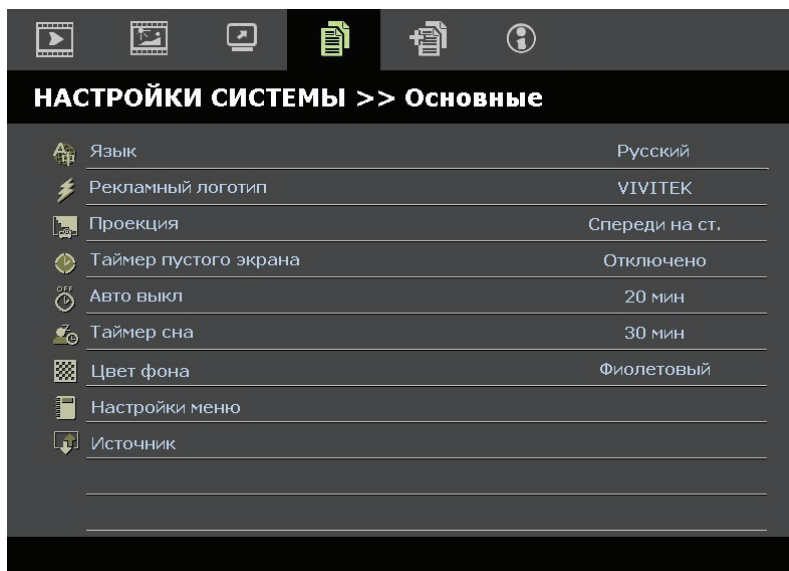 НАСТРОЙКИ СИСТЕМЫ >> Основные
Язык Русский
Рекламный логотип VIVITEK
Проекция Спереди на ст.
Таймер пустого экрана Отключено
OFF
Авто выкл 20 мин
Таймер сна 30 мин
Цвет фона Фиолетовый
Настройки меню
Источник